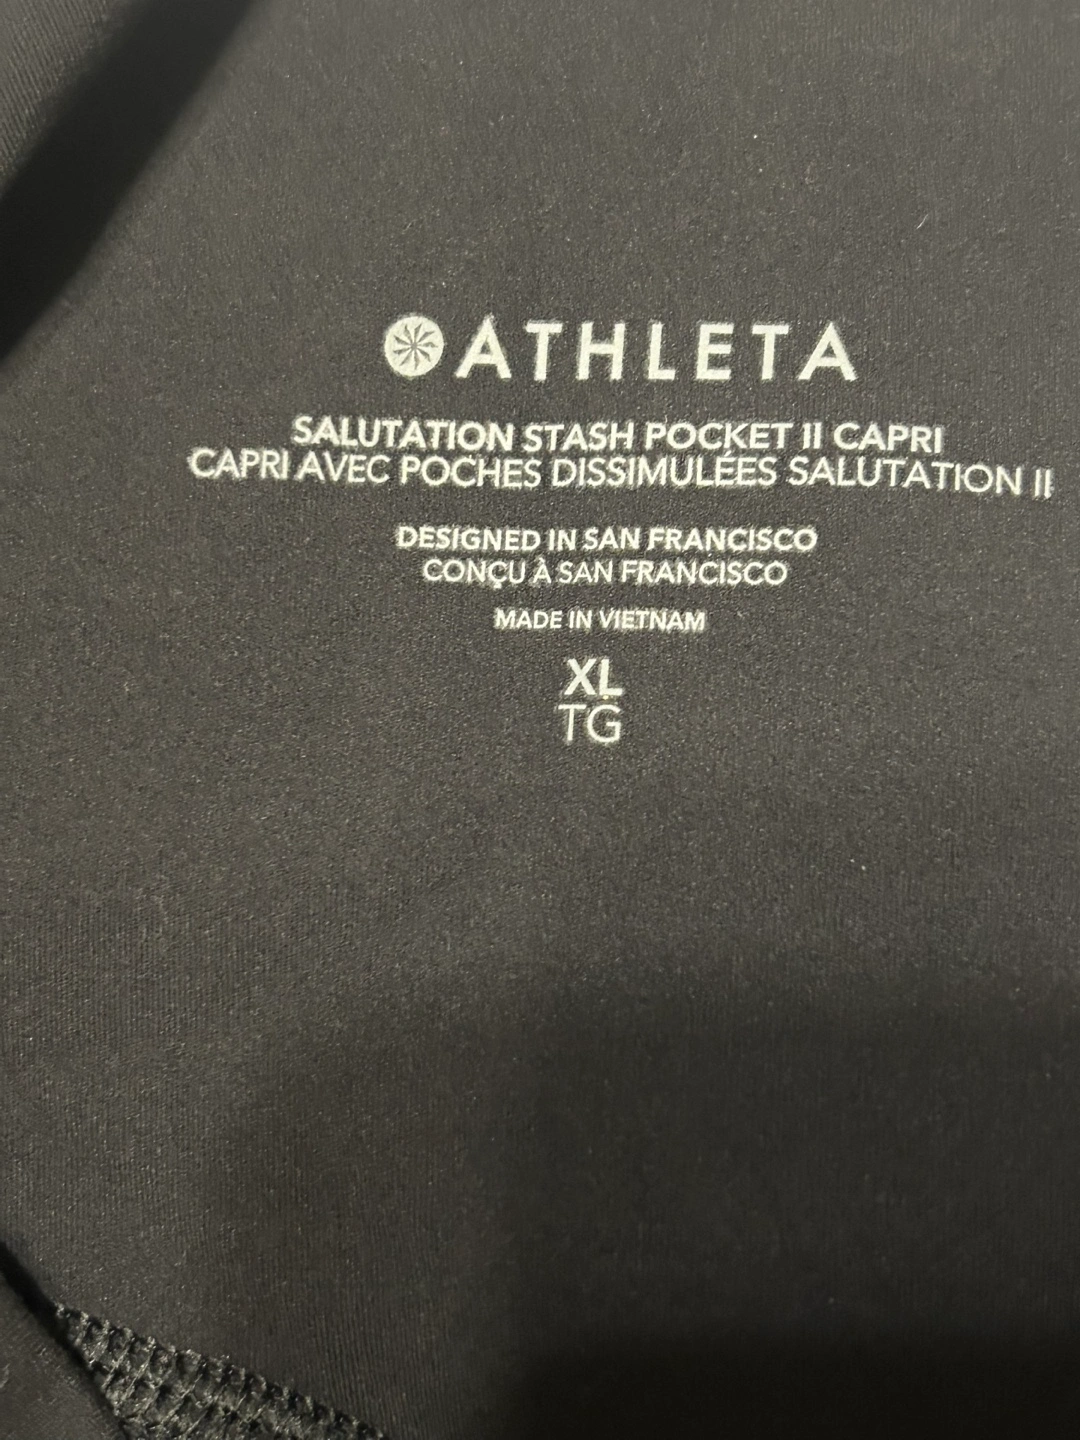 ATHLETA
SALUTATION STASH POCKET II CAPRI
CAPRI AVEC POCHES DISSIMULÉES SALUTATION II
DESIGNED IN SAN FRANCISCO
CONÇU À SAN FRANCISCO
MADE IN VIETNAM
XL
TG